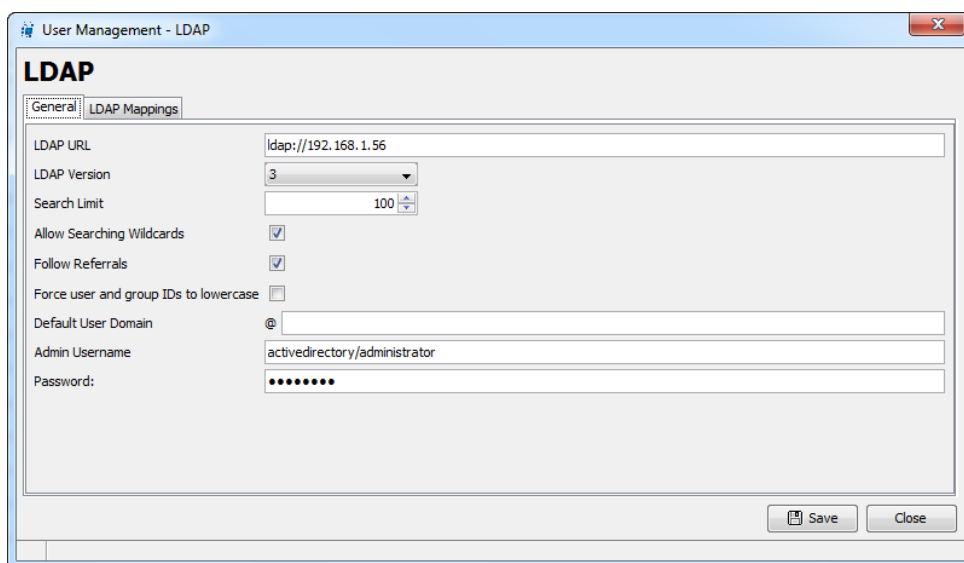 User Management - LDAP
LDAP
General LDAP Mappings
LDAP URL ldap://192.168.1.56
LDAP Version 3
Search Limit 100
Allow Searching Wildcards
Follow Referrals
Force user and group IDs to lowercase
Default User Domain @
Admin Username activedirectory/administrator
Password: ••••••••
Save Close